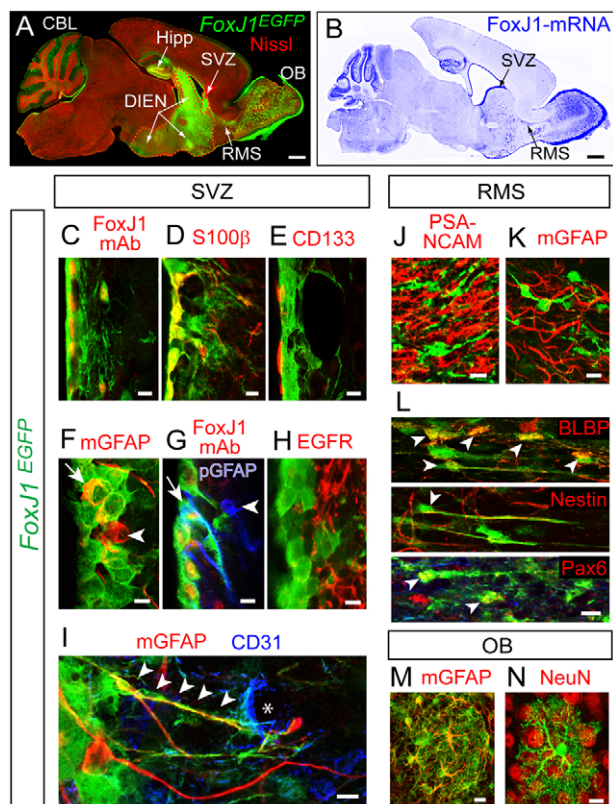 A
CBL
FoxJ1EGFP
Nissl
Hipp
SVZ
OB
DIEN
RMS
B
FoxJ1-mRNA
SVZ
RMS
SVZ
RMS
FoxJ1 EGFP
C
FoxJ1
mAb
D
S100β
E
CD133
J
PSA-
NCAM
K
mGFAP
F
mGFAP
G
FoxJ1
mAb
pGFAP
H
EGFR
L
BLBP
Nestin
Pax6
I
mGFAP
CD31
*
OB
M
mGFAP
N
NeuN